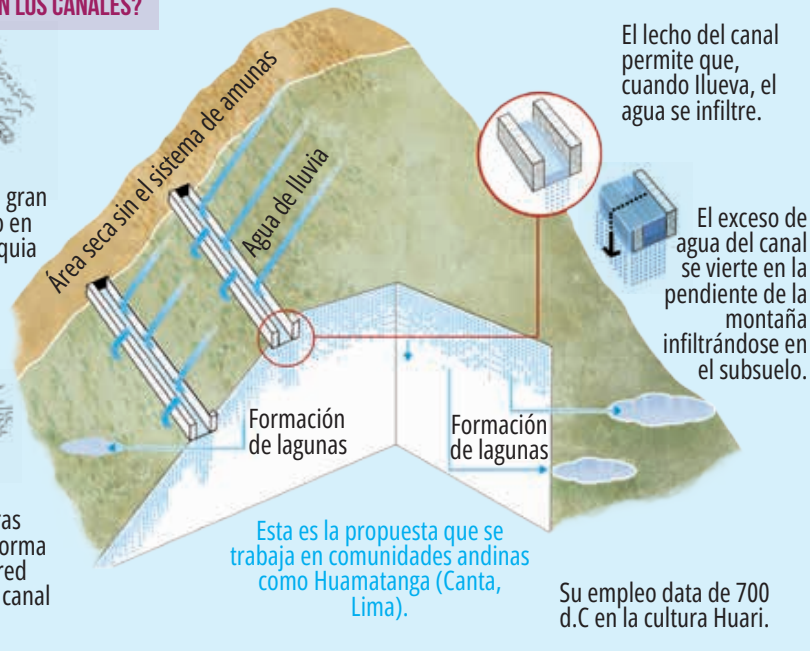 N LOS CANALES?
El lecho del canal
permite que,
cuando llueva, el
agua se infiltre.
Área seca sin el sistema de amunas
Agua de lluvia
gran
o en
quia
El exceso de
agua del canal
se vierte en la
pendiente de la
montaña
infiltrándose en
el subsuelo.
Formación
de lagunas
Formación
de lagunas
as
orma
red
canal
Esta es la propuesta que se
trabaja en comunidades andinas
como Huamatanga (Canta,
Lima).
Su empleo data de 700
d.C en la cultura Huari.